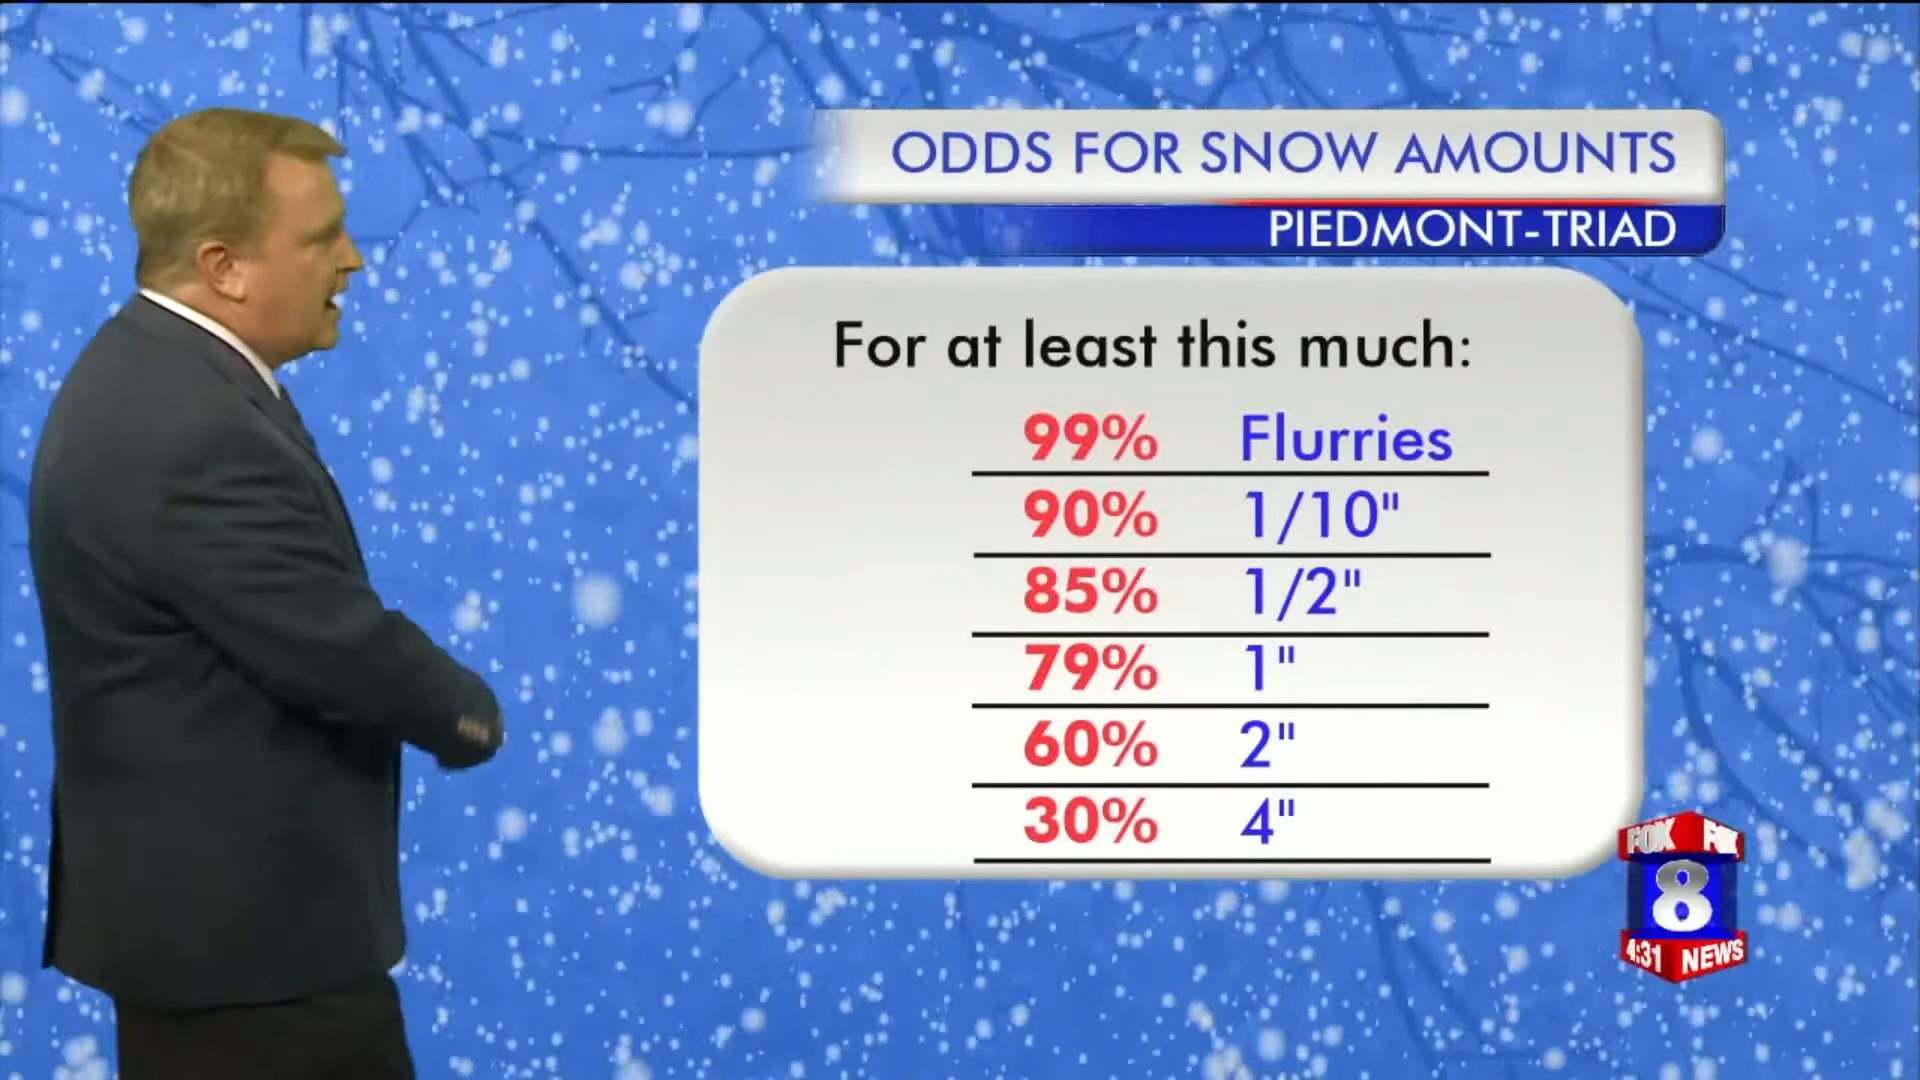 ODDS FOR SNOW AMOUNTS
PIEDMONT-TRIAD
For at least this much:
99% Flurries
90% 1/10"
85% 1/2"
79% 1"
60% 2"
30% 4"
FOX FOX
8
4:31 NEWS